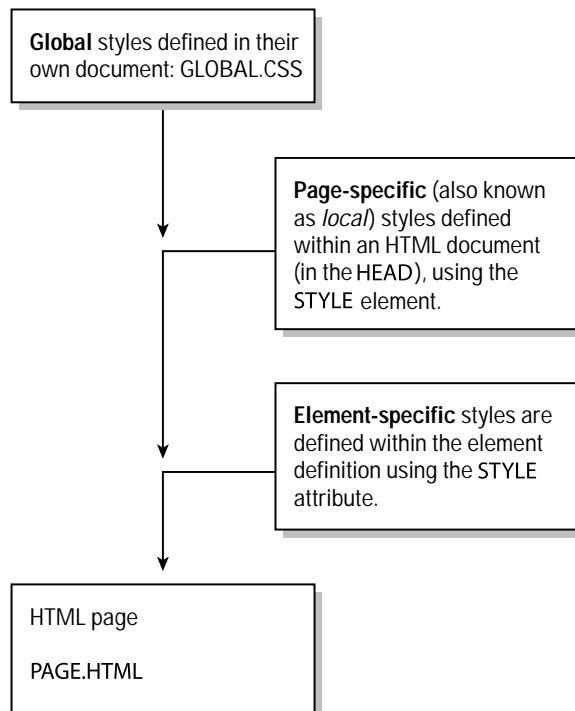 Global styles defined in their
own document: GLOBAL.CSS
Page-specific (also known
as local) styles defined
within an HTML document
(in the HEAD), using the
STYLE element.
Element-specific styles are
defined within the element
definition using the STYLE
attribute.
HTML page
PAGE.HTML